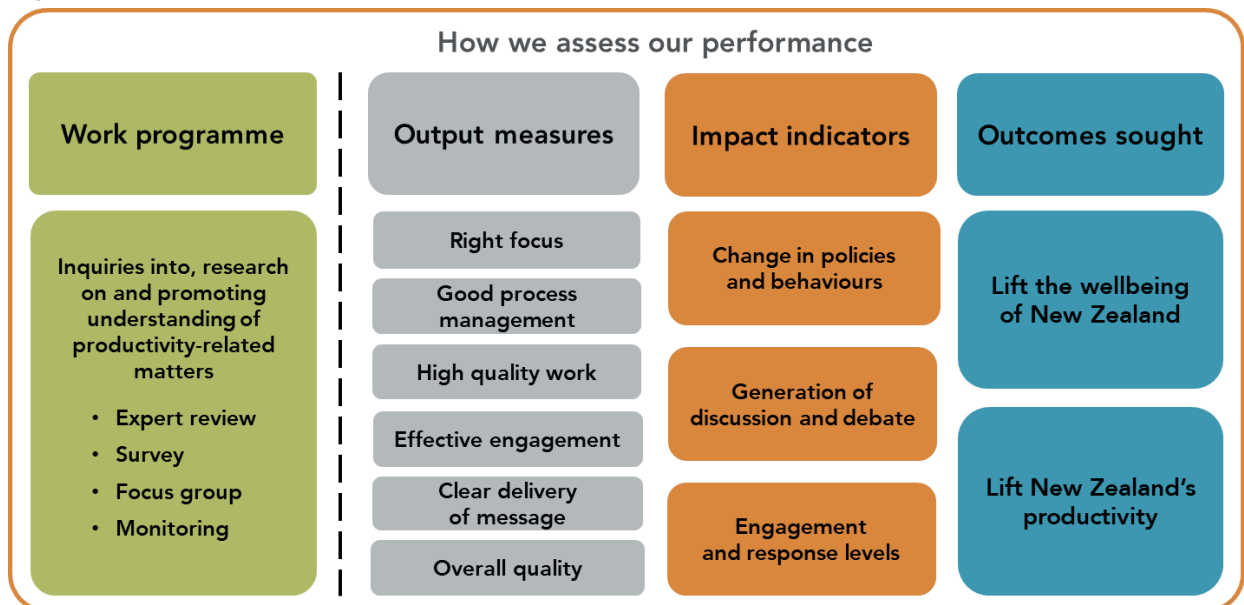 How we assess our performance
Work programme
Output measures
Impact indicators
Outcomes sought
Inquiries into, research
on and promoting
understanding of
productivity-related
matters
• Expert review
• Survey
• Focus group
• Monitoring
Right focus
Good process
management
High quality work
Effective engagement
Clear delivery
of message
Overall quality
Change in policies
and behaviours
Generation of
discussion and debate
Engagement
and response levels
Lift the wellbeing
of New Zealand
Lift New Zealand’s
productivity